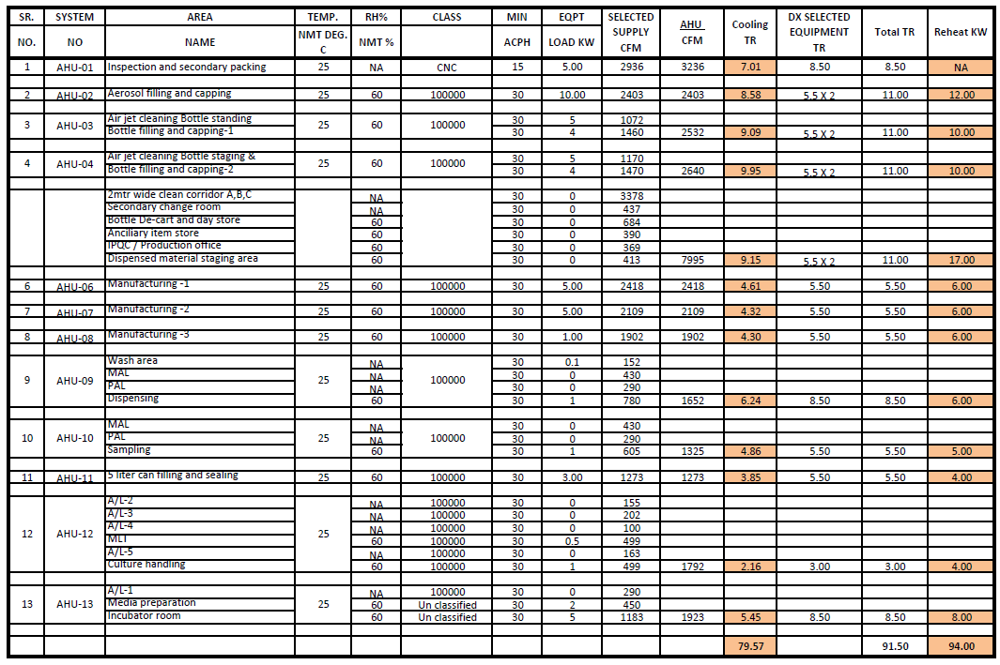 SR. SYSTEM AREA TEMP. RH% CLASS MIN EQPT SELECTED SUPPLY CFM AHU CFM Cooling TR DX SELECTED EQUIPMENT TR Total TR Reheat KW
NO. NO NAME NMT DEG. C NMT % ACPH LOAD KW
1 AHU-01 Inspection and secondary packing 25 NA CNC 15 5.00 2936 3236 7.01 8.50 8.50 NA
2 AHU-02 Aerosol filling and capping 25 60 100000 30 10.00 2403 2403 8.58 5.5 X 2 11.00 12.00
3 AHU-03 Air jet cleaning Bottle standing 25 60 100000 30 5 1072
Bottle filling and capping-1 30 4 1460 2532 9.09 5.5 X 2 11.00 10.00
4 AHU-04 Air jet cleaning Bottle staging & 25 60 100000 30 5 1170
Bottle filling and capping-2 30 4 1470 2640 9.95 5.5 X 2 11.00 10.00
2mtr wide clean corridor A,B,C NA 30 0 3378
Secondary change room NA 30 0 437
Bottle De-cart and day store 60 30 0 684
Ancillary item store 60 30 0 390
IPQC / Production office 60 30 0 369
Dispensed material staging area 60 30 0 413 7995 9.15 5.5 X 2 11.00 17.00
6 AHU-06 Manufacturing -1 25 60 100000 30 5.00 2418 2418 4.61 5.50 5.50 6.00
7 AHU-07 Manufacturing -2 25 60 100000 30 5.00 2109 2109 4.32 5.50 5.50 6.00
8 AHU-08 Manufacturing -3 25 60 100000 30 1.00 1902 1902 4.30 5.50 5.50 6.00
9 AHU-09 Wash area 25 NA 100000 30 0.1 152
MAL NA 30 0 430
PAL NA 30 0 290
Dispensing 60 30 1 780 1652 6.24 8.50 8.50 6.00
10 AHU-10 MAL 25 NA 100000 30 0 430
PAL NA 30 0 290
Sampling 60 30 1 605 1325 4.86 5.50 5.50 5.00
11 AHU-11 5 liter can filling and sealing 25 60 100000 30 3.00 1273 1273 3.85 5.50 5.50 4.00
12 AHU-12 A/L-2 25 NA 100000 30 0 155
A/L-3 NA 100000 30 0 202
A/L-4 NA 100000 30 0 100
MLT 60 100000 30 0.5 499
A/L-5 NA 100000 30 0 163
Culture handling 60 100000 30 1 499 1792 2.16 3.00 3.00 4.00
13 AHU-13 A/L-1 25 NA 100000 30 0 290
Media preparation 60 Un classified 30 2 450
Incubator room 60 Un classified 30 5 1183 1923 5.45 8.50 8.50 8.00
79.57 91.50 94.00